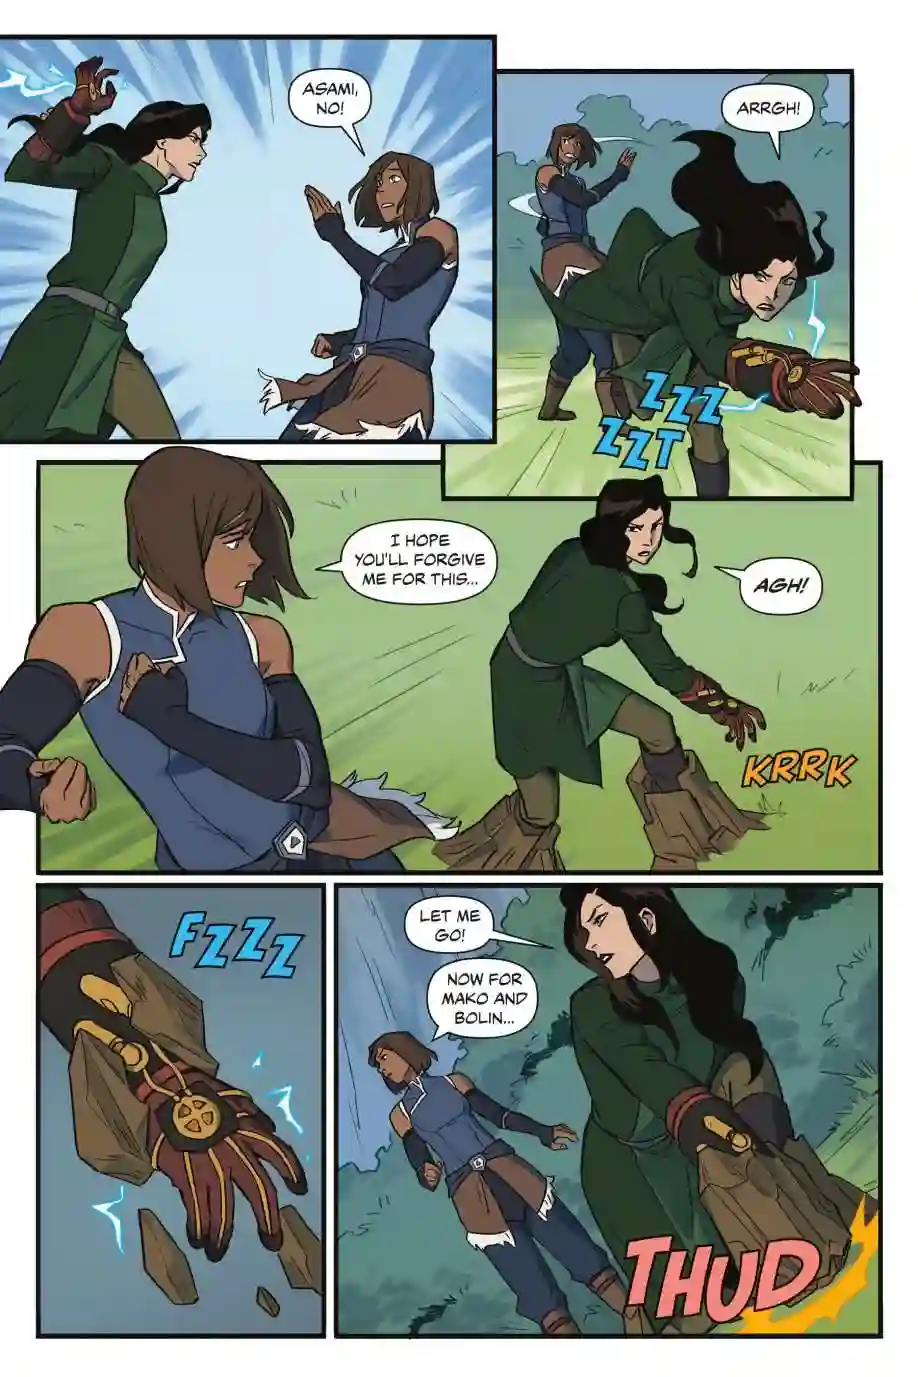 ASAMI,
NO!
ARRGH!
ZZZ
ZZT
I HOPE
YOU'LL FORGIVE
ME FOR THIS...
AGH!
KRRK
FZZZ
LET ME
GO!
NOW FOR
MAKO AND
BOLIN...
THUD